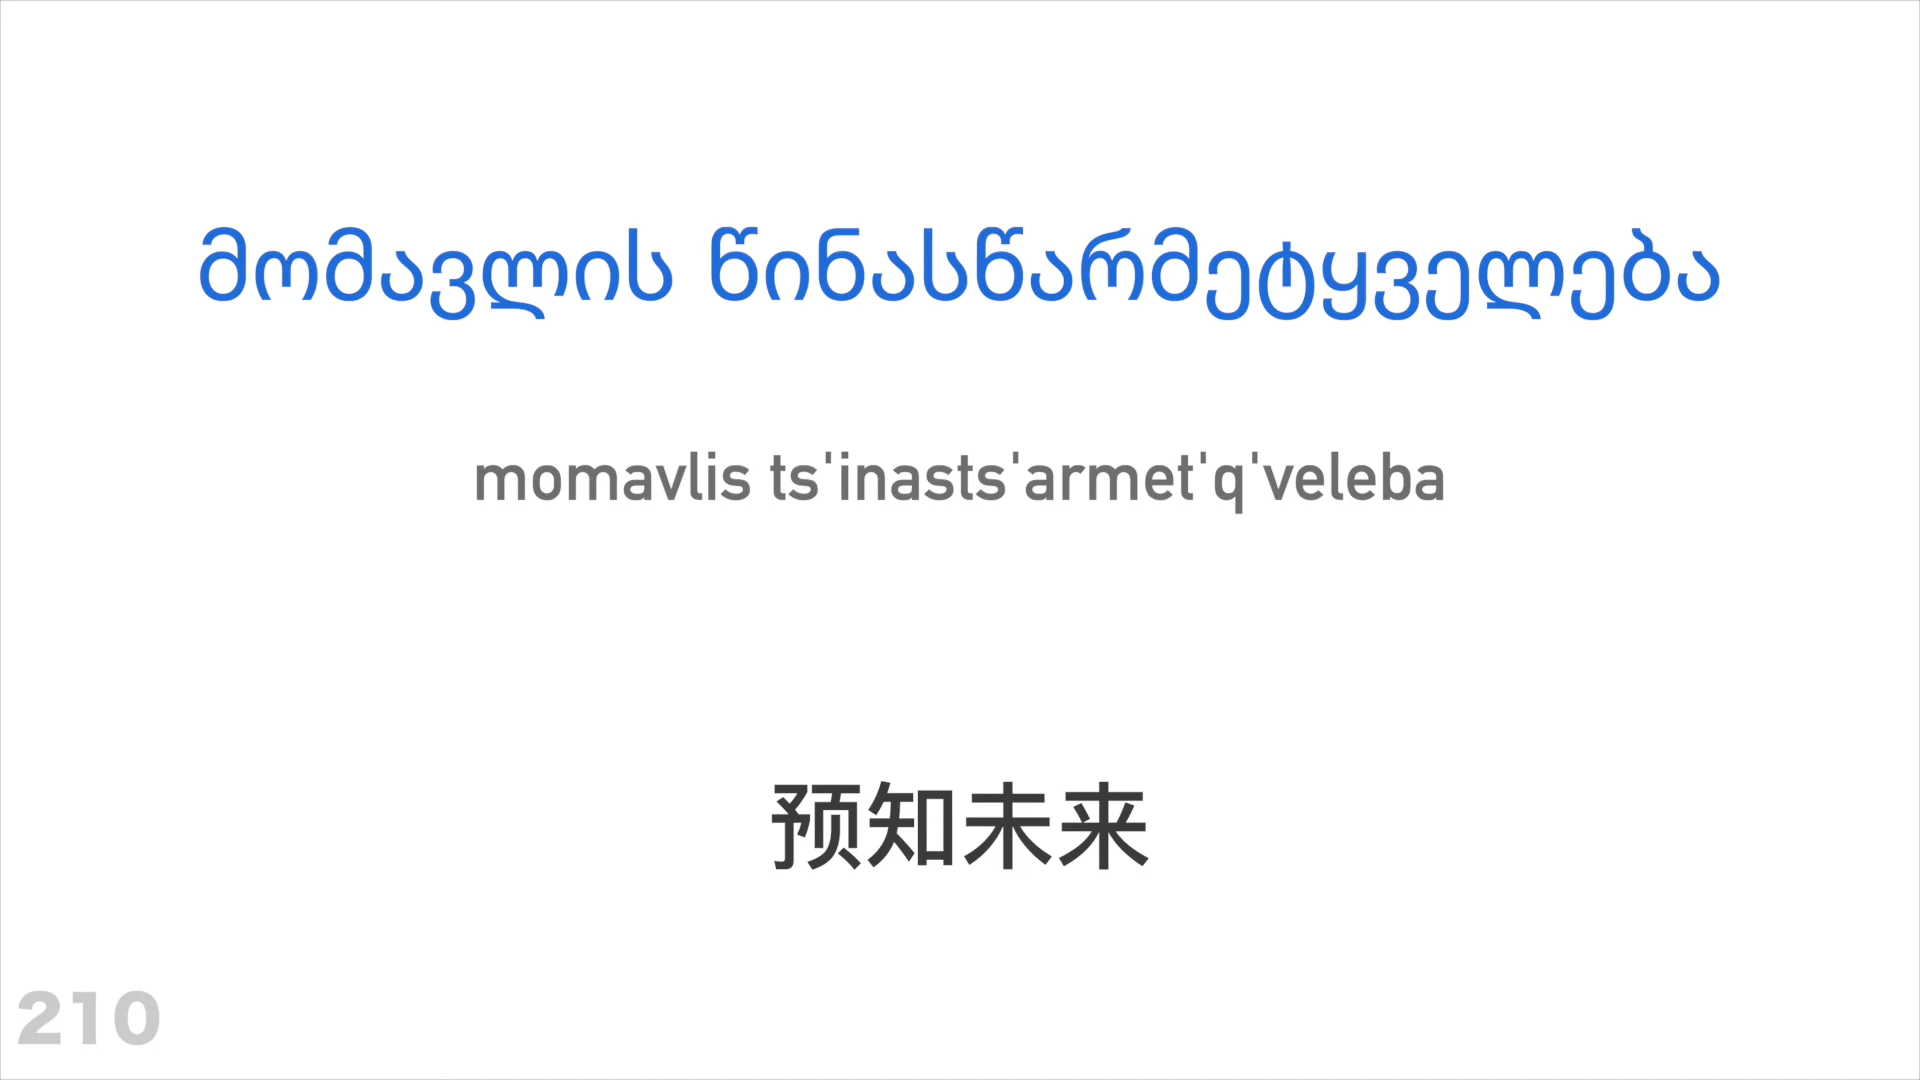 მომავლის წინასწარმეტყველება
momavlis ts'inasts'armet'q'veleba
预知未来
210